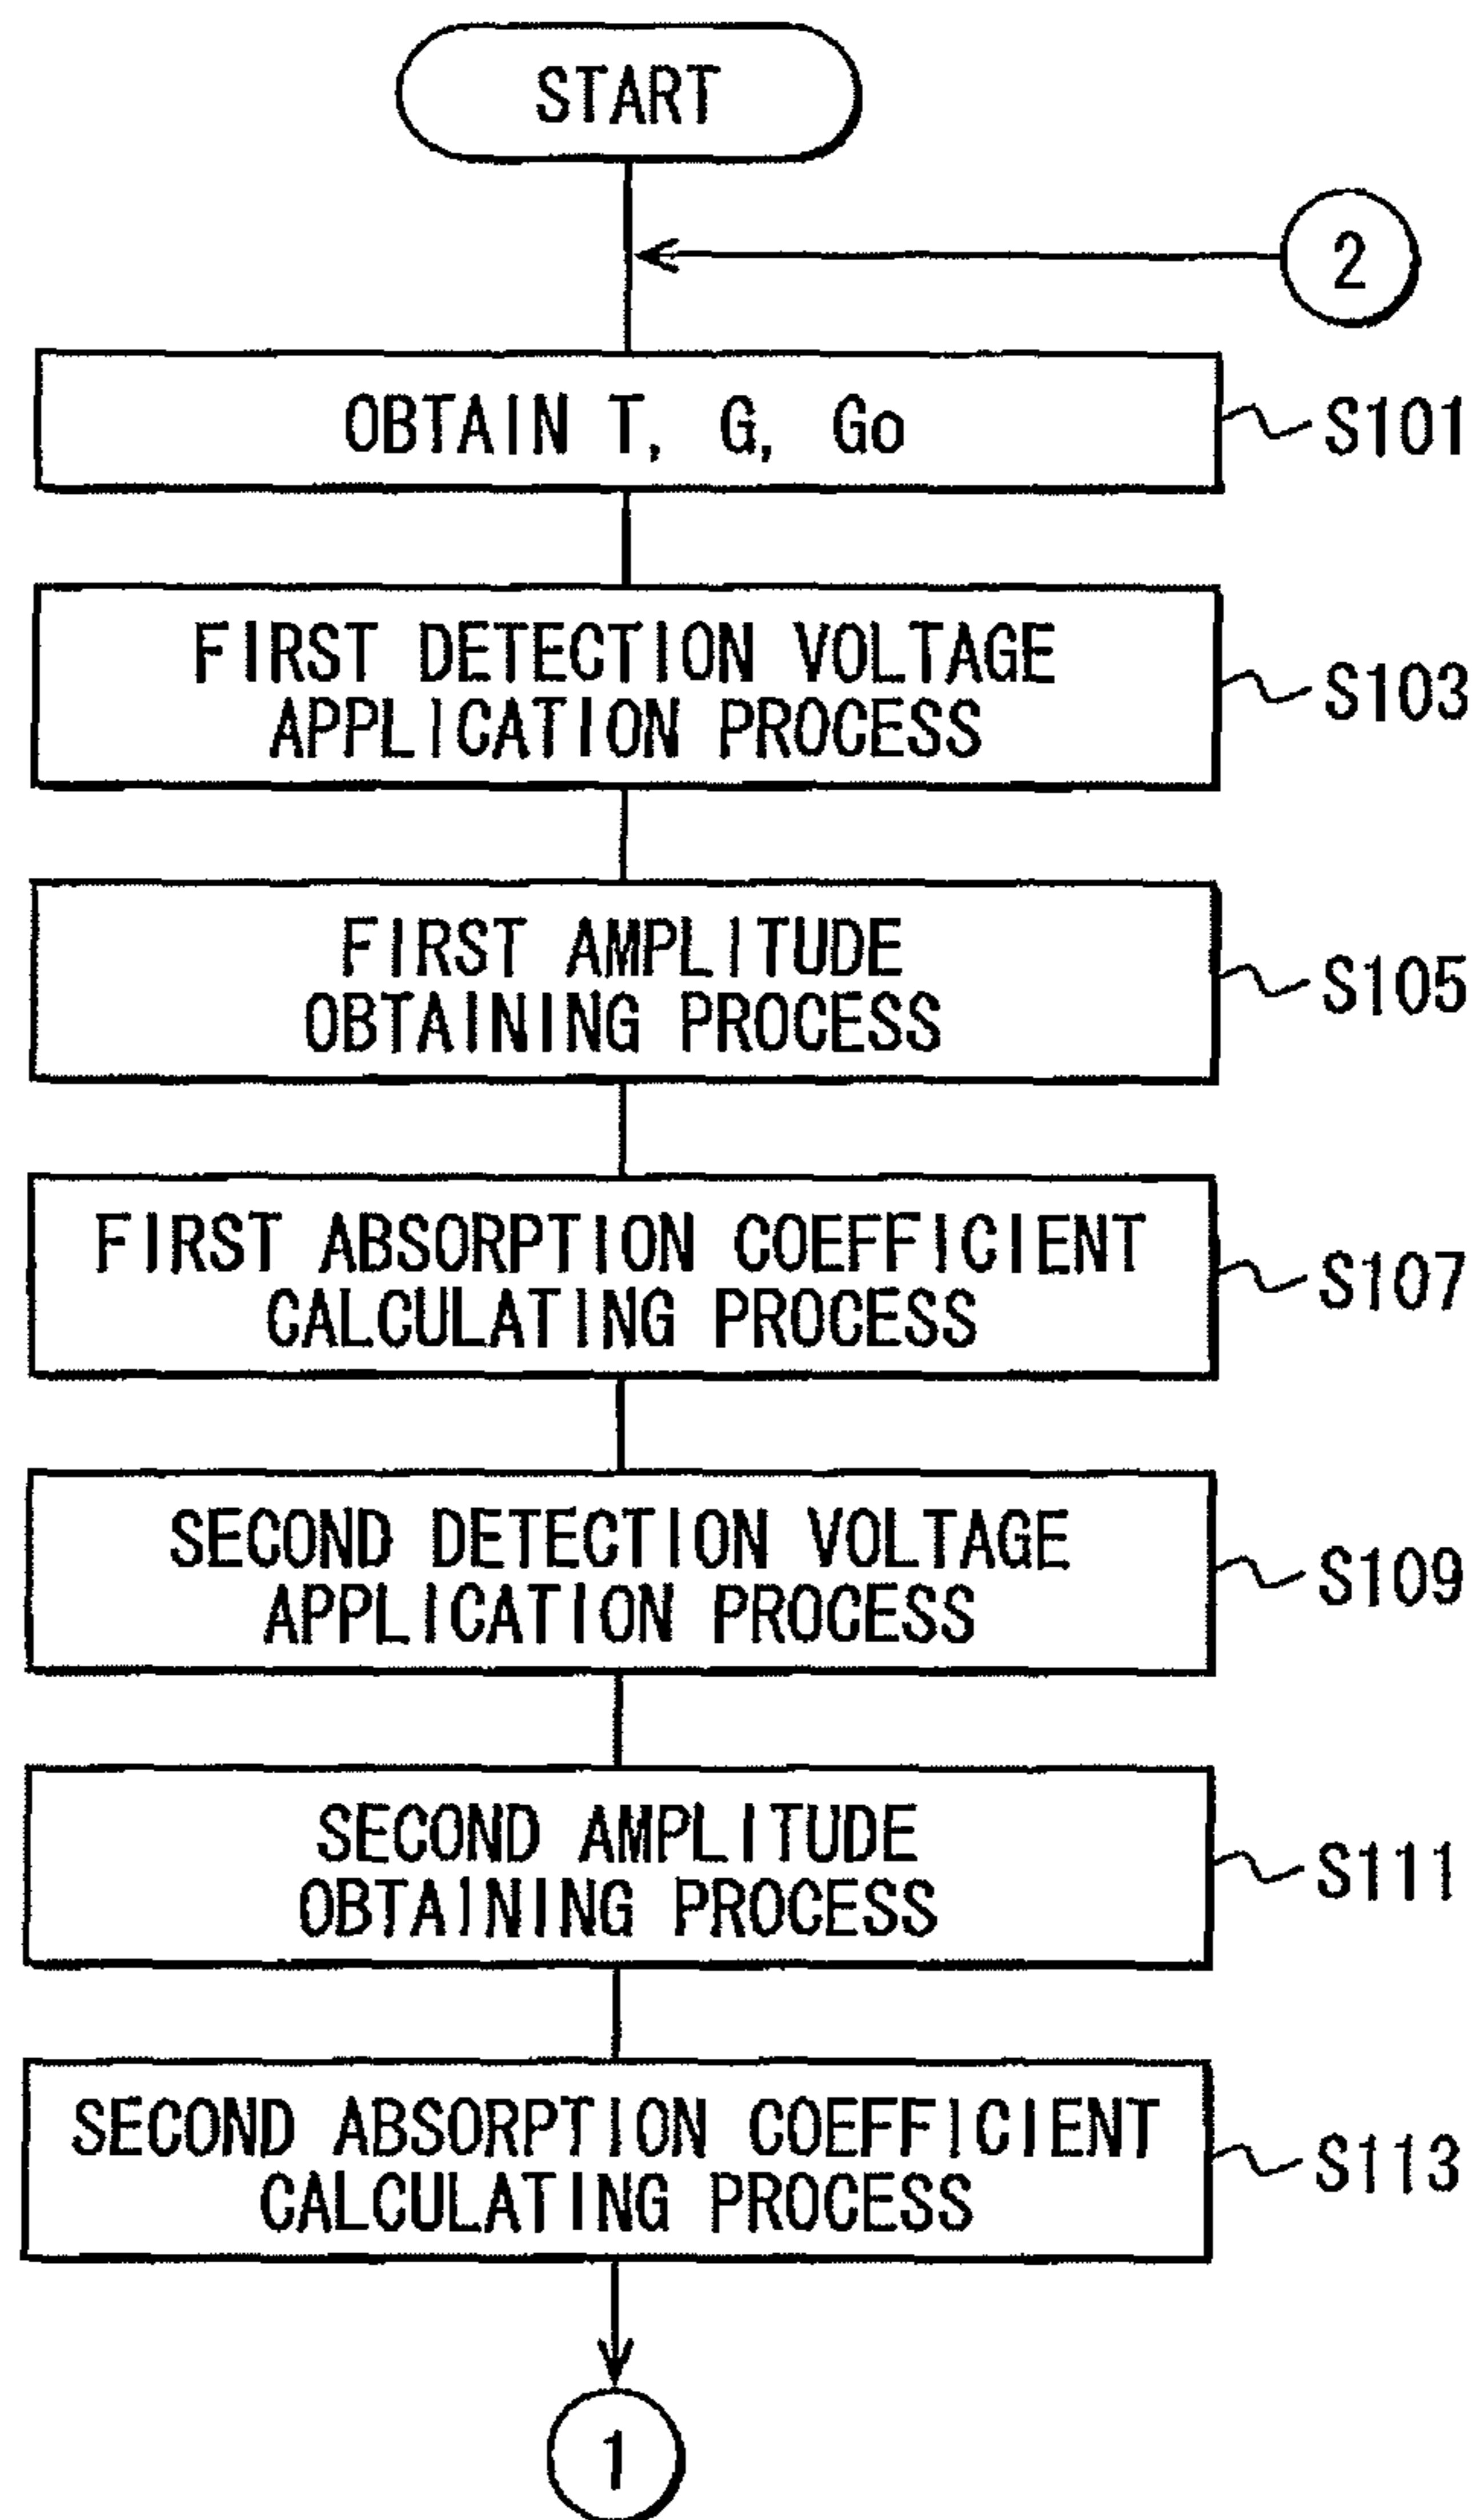 START
2
OBTAIN T, G, Go
S101
FIRST DETECTION VOLTAGE
APPLICATION PROCESS
S103
FIRST AMPLITUDE
OBTAINING PROCESS
S105
FIRST ABSORPTION COEFFICIENT
CALCULATING PROCESS
S107
SECOND DETECTION VOLTAGE
APPLICATION PROCESS
S109
SECOND AMPLITUDE
OBTAINING PROCESS
S111
SECOND ABSORPTION COEFFICIENT
CALCULATING PROCESS
S113
1